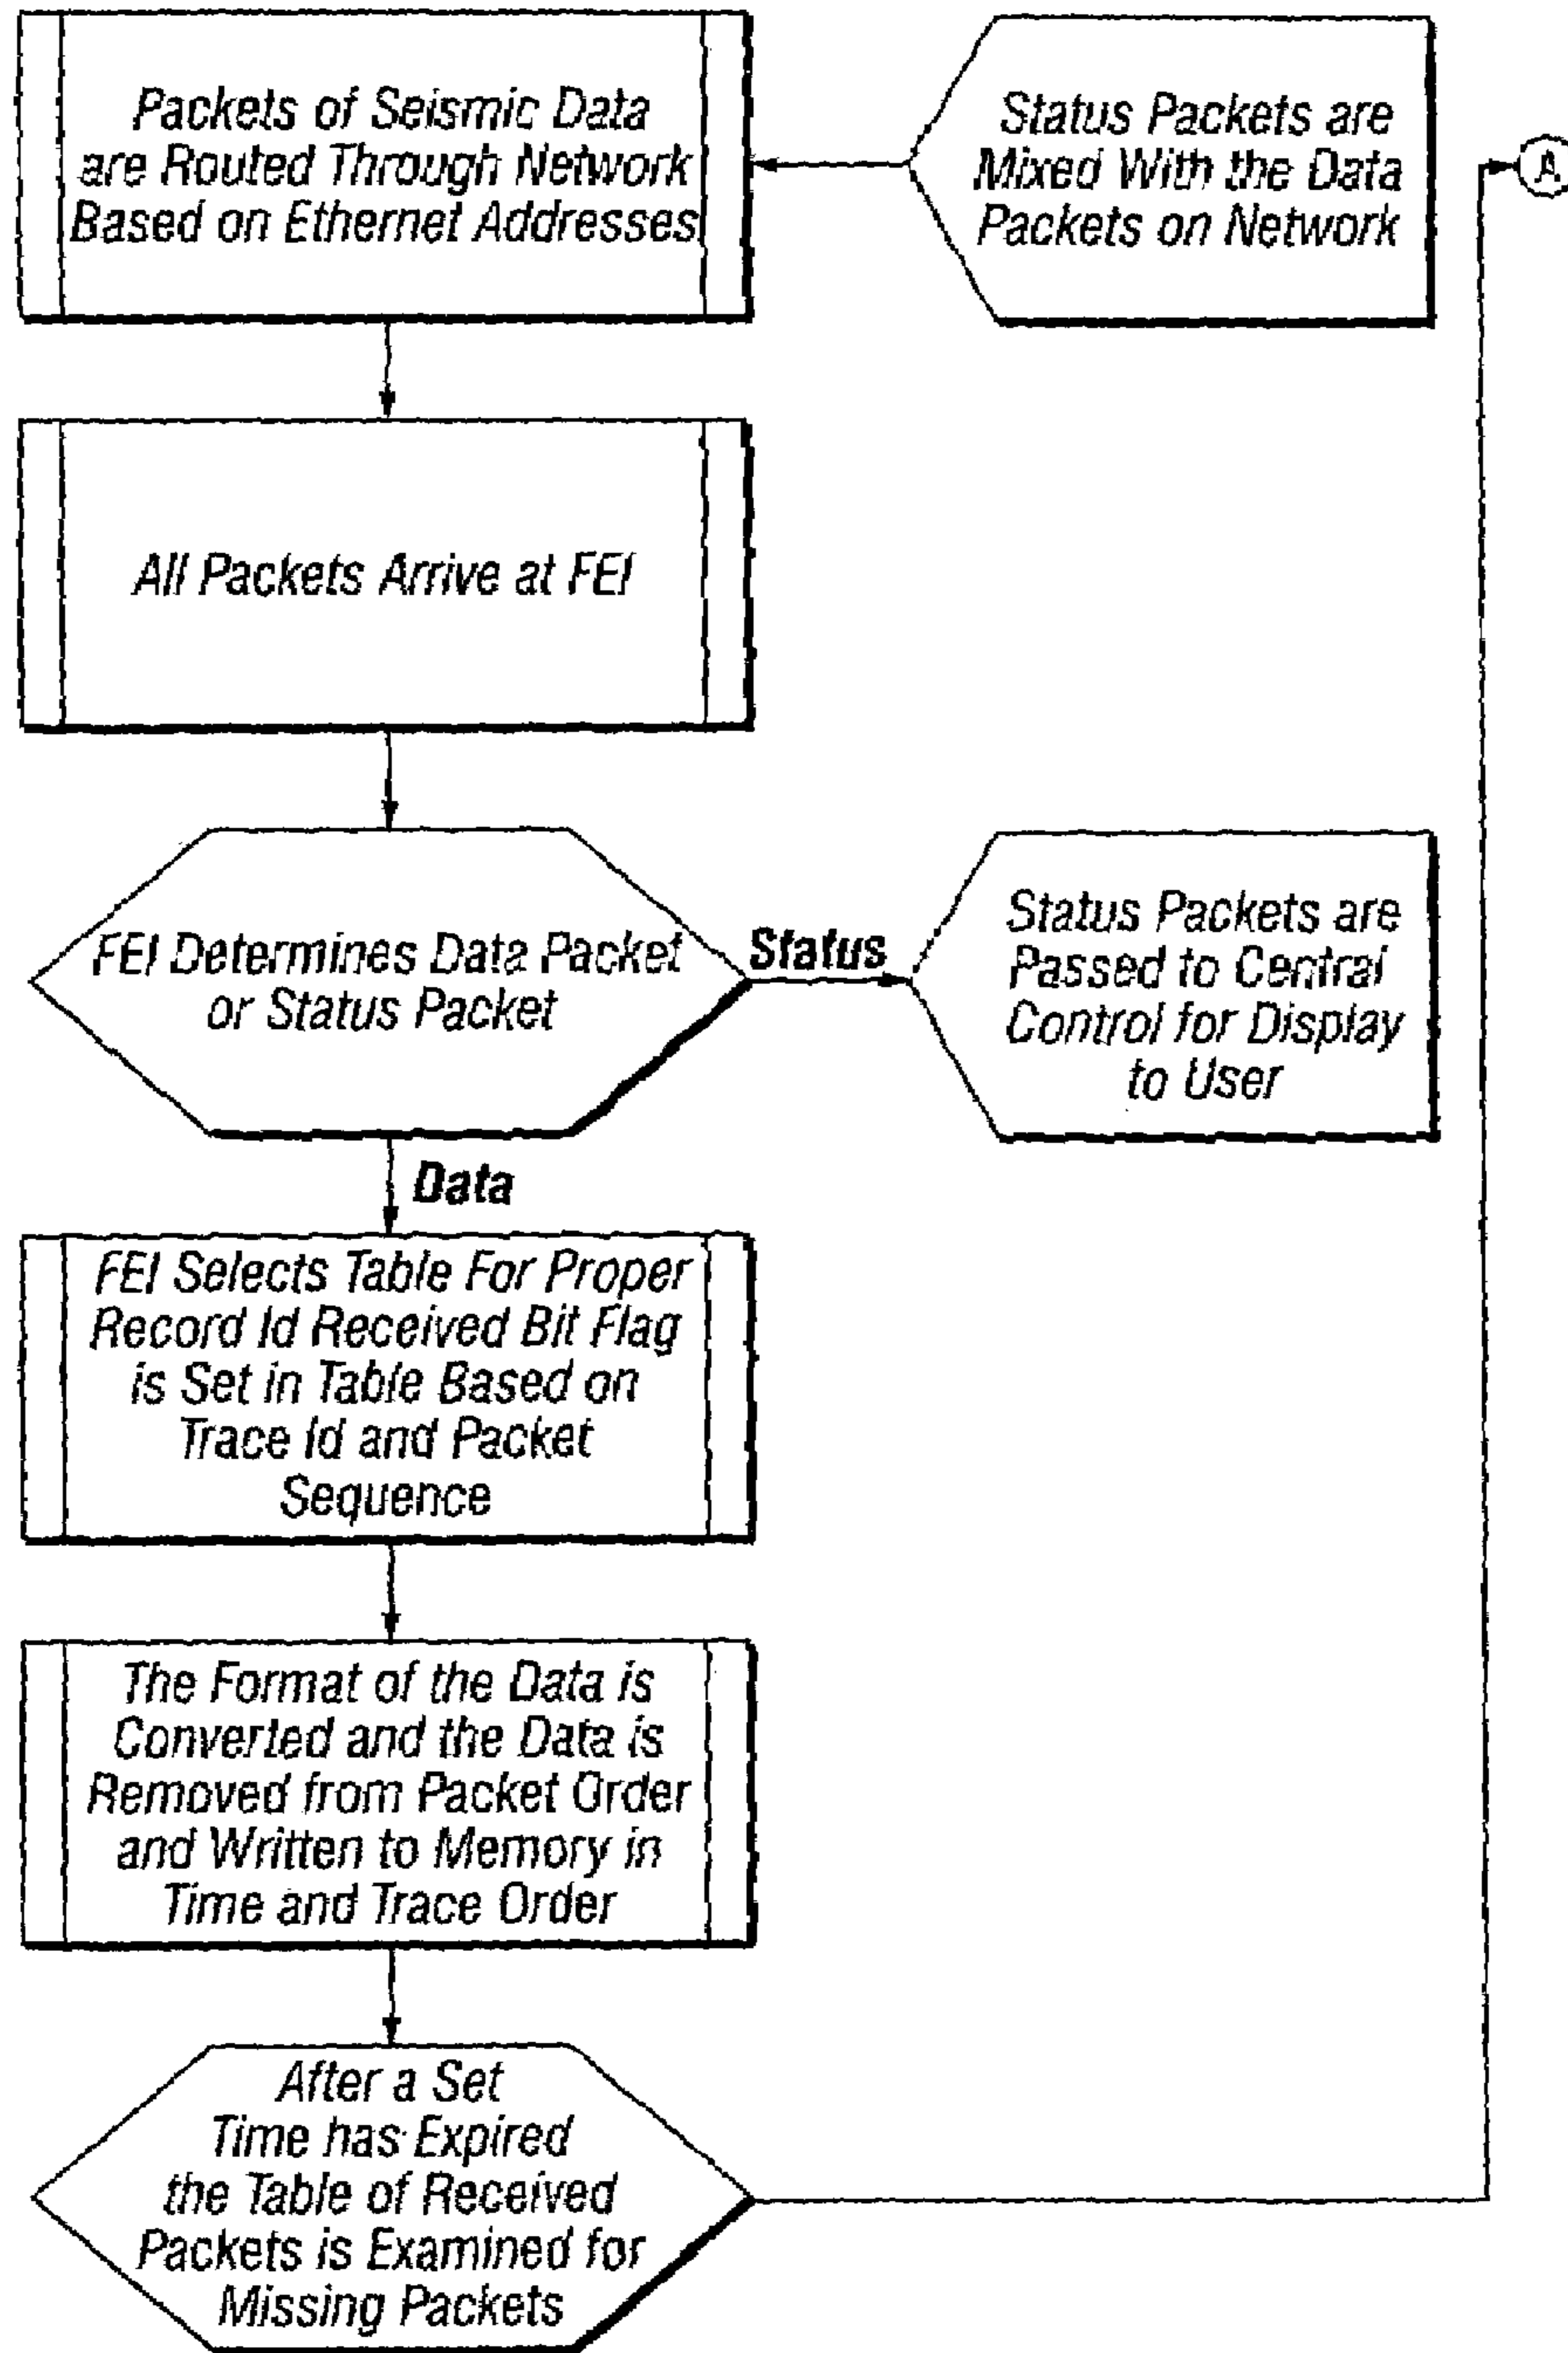 Packets of Seismic Data
are Routed Through Network
Based on Ethernet Addresses
Status Packets are
Mixed With the Data
Packets on Network
A
All Packets Arrive at FEI
FEI Determines Data Packet
or Status Packet
Status
Status Packets are
Passed to Central
Control for Display
to User
Data
FEI Selects Table For Proper
Record Id Received Bit Flag
is Set in Table Based on
Trace Id and Packet
Sequence
The Format of the Data is
Converted and the Data is
Removed from Packet Order
and Written to Memory in
Time and Trace Order
After a Set
Time has Expired
the Table of Received
Packets is Examined for
Missing Packets